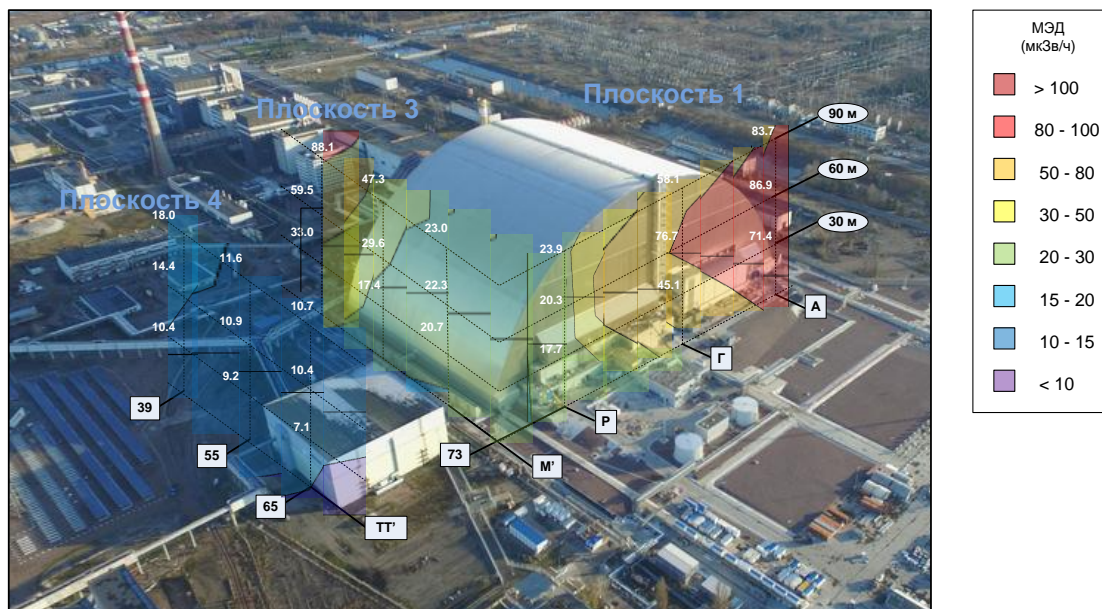 Плоскость 1
Плоскость 3
Плоскость 4
90 м
60 м
30 м
83.7
86.9
71.4
58.1
76.7
45.1
23.9
20.3
17.7
88.1
59.5
33.0
47.3
29.6
17.4
23.0
22.3
20.7
18.0
14.4
10.4
11.6
10.9
9.2
10.7
10.4
7.1
А
Г
Р
73
М'
39
55
65
ТТ'
МЭД
(мкЗв/ч)
> 100
80 - 100
50 - 80
30 - 50
20 - 30
15 - 20
10 - 15
< 10